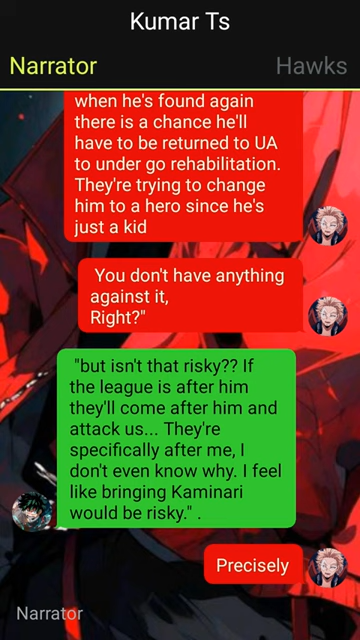 Kumar Ts
Narrator
Hawks
when he's found again
there is a chance he'll
have to be returned to UA
to under go rehabilitation.
They're trying to change
him to a hero since he's
just a kid
You don't have anything
against it,
Right?"
"but isn't that risky?? If
the league is after him
they'll come after him and
attack us... They're
specifically after me, I
don't even know why. I feel
like bringing Kaminari
would be risky." .
Precisely
Narrator